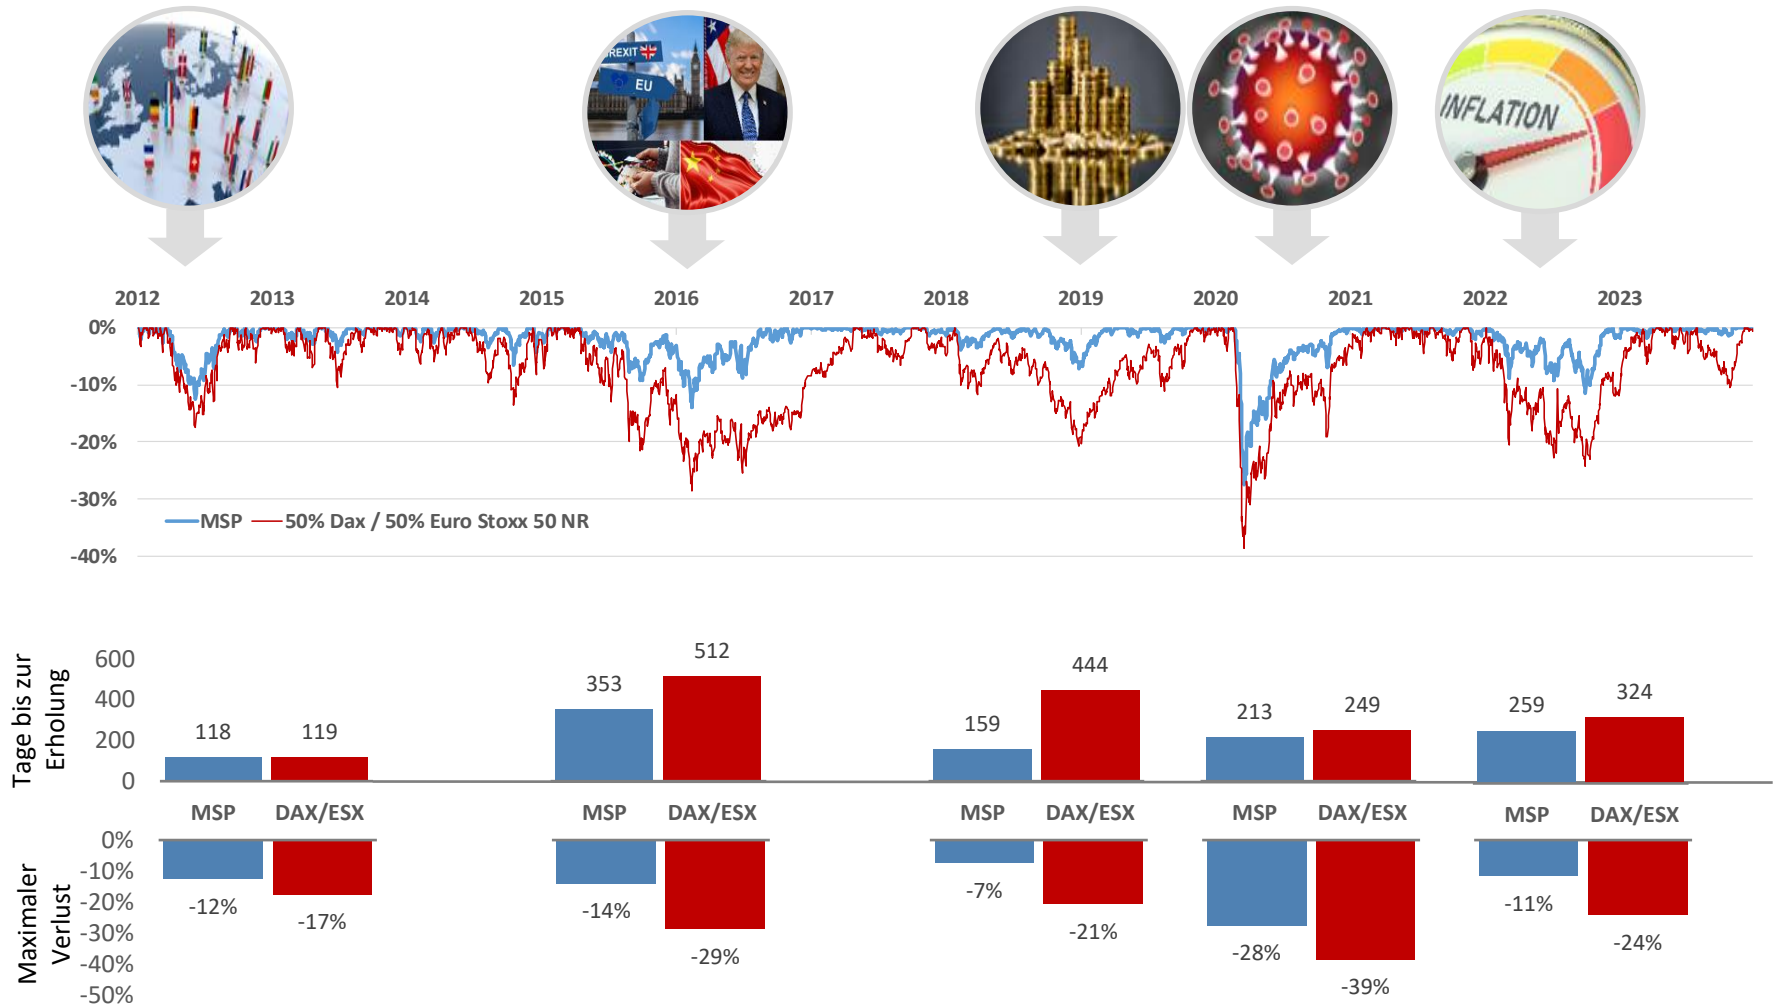 BREXIT
EU
INFLATION
2012 2013 2014 2015 2016 2017 2018 2019 2020 2021 2022 2023
0%
-10%
-20%
-30%
-40%
MSP 50% Dax / 50% Euro Stoxx 50 NR
Tage bis zur
Erholung
600
400
200
0
118 119 353 512 159 444 213 249 259 324
MSP DAX/ESX MSP DAX/ESX MSP DAX/ESX MSP DAX/ESX MSP DAX/ESX
Maximaler
Verlust
0%
-10%
-20%
-30%
-40%
-50%
-12% -17% -14% -29% -7% -21% -28% -39% -11% -24%